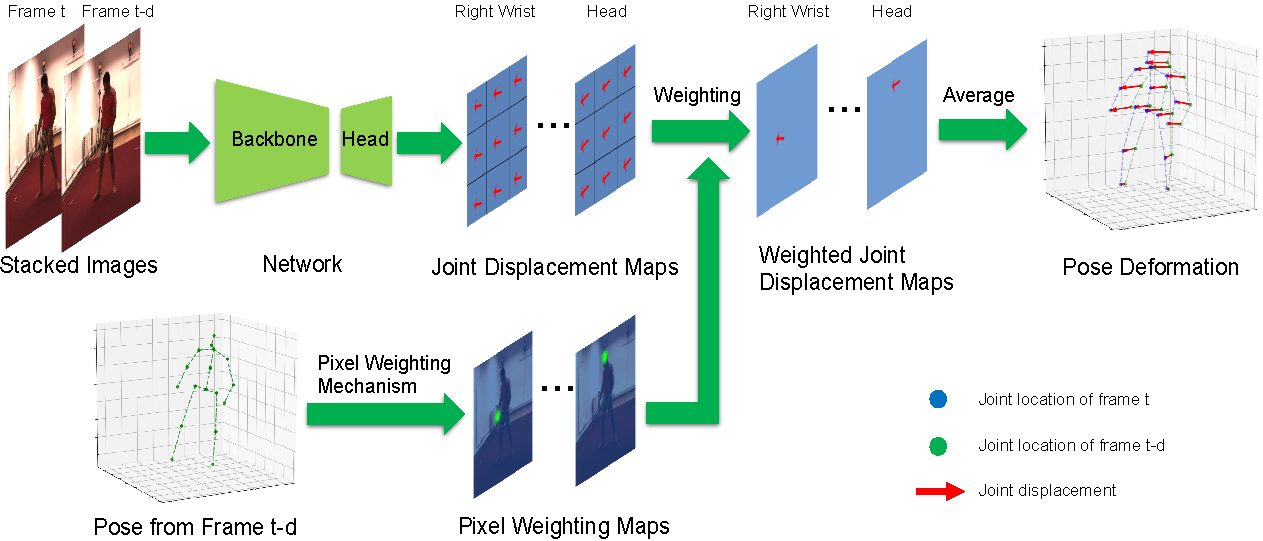 Frame t
Frame t-d
Right Wrist
Head
Right Wrist
Head
Backbone
Head
Weighting
Average
Stacked Images
Network
Joint Displacement Maps
Weighted Joint
Displacement Maps
Pose Deformation
Pixel Weighting
Mechanism
Pose from Frame t-d
Pixel Weighting Maps
Joint location of frame t
Joint location of frame t-d
Joint displacement